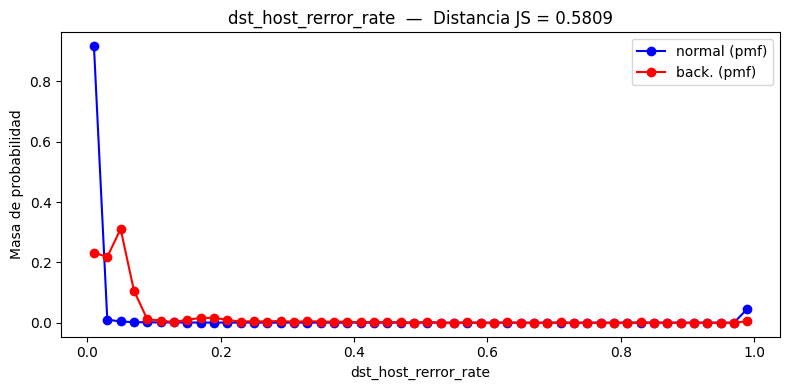 dst_host_rerror_rate — Distancia JS = 0.5809
normal (pmf)
back. (pmf)
Masa de probabilidad
0.8
0.6
0.4
0.2
0.0
0.0 0.2 0.4 0.6 0.8 1.0
dst_host_rerror_rate